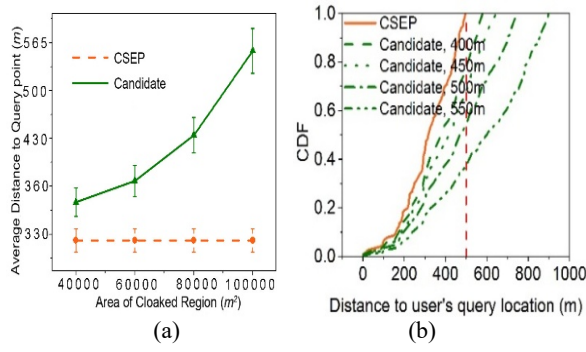 Average Distance to Query point (m)
565
500
430
360
330
CSEP
Candidate
40000 60000 80000 100000
Area of Cloaked Region (m²)
(a)
CDF
1.0
0.8
0.6
0.4
0.2
0.0
CSEP
Candidate, 400m
Candidate, 450m
Candidate, 500m
Candidate, 550m
0 200 400 600 800 1000
Distance to user's query location (m)
(b)